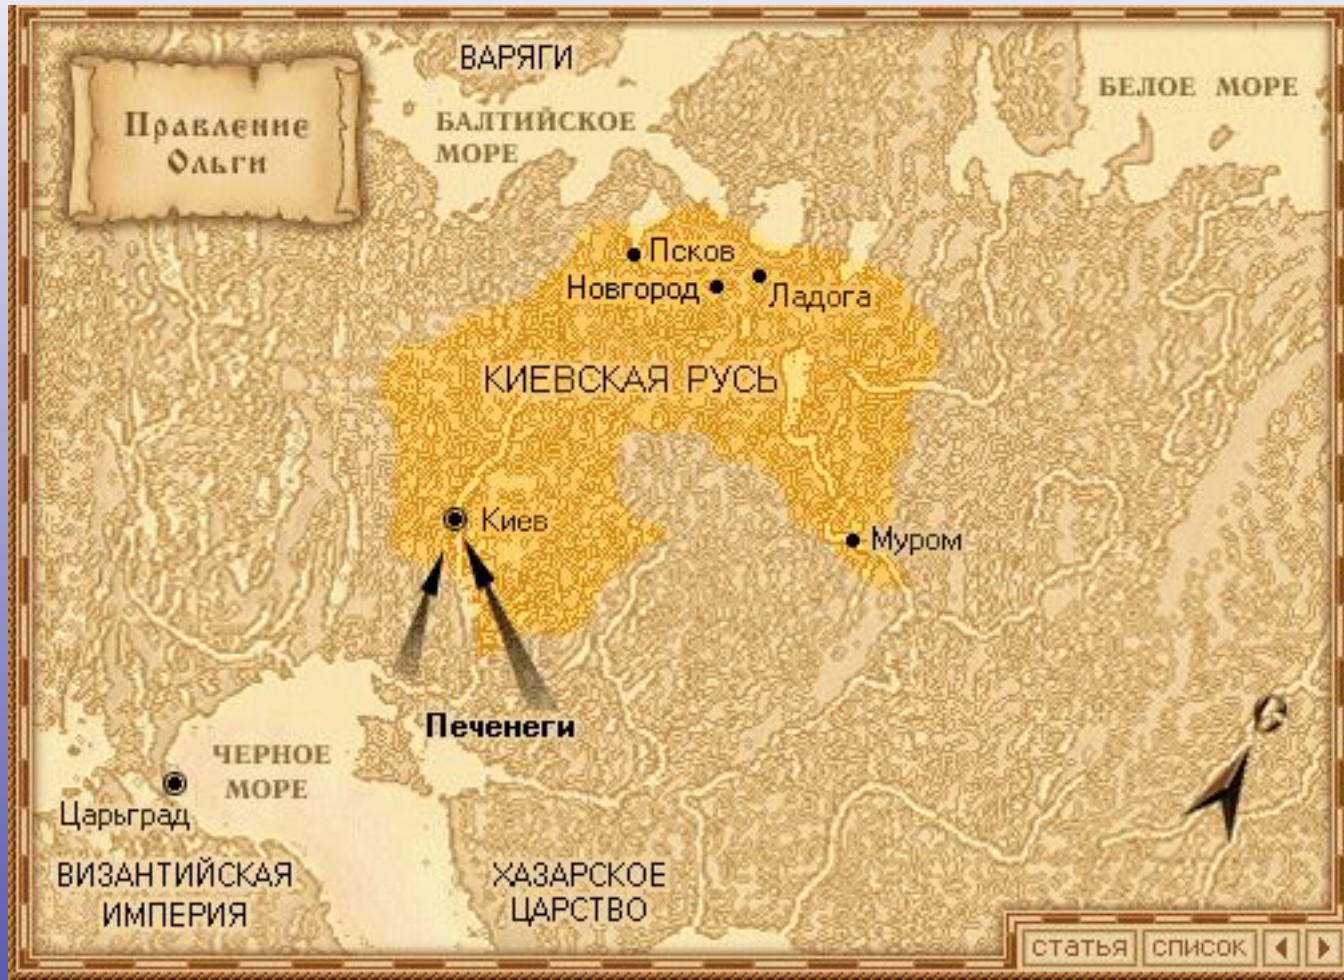 ВАРЯГИ
БЕЛОЕ МОРЕ
Правление
Ольги
БАЛТИЙСКОЕ
МОРЕ
Псков
Новгород
Ладога
КИЕВСКАЯ РУСЬ
Киев
Муром
Печенеги
С
ЧЕРНОЕ
МОРЕ
Царьград
ВИЗАНТИЙСКАЯ
ИМПЕРИЯ
ХАЗАРСКОЕ
ЦАРСТВО
статья список